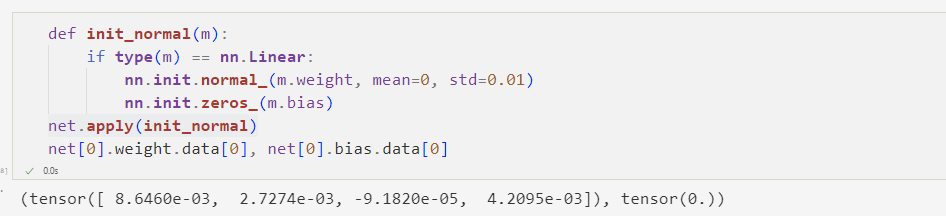 def init_normal(m):
if type(m) == nn.Linear:
nn.init.normal_(m.weight, mean=0, std=0.01)
nn.init.zeros_(m.bias)
net.apply(init_normal)
net[0].weight.data[0], net[0].bias.data[0]
✓ 0.0s
(tensor([ 8.6460e-03,  2.7274e-03, -9.1820e-05,  4.2095e-03]), tensor(0.))